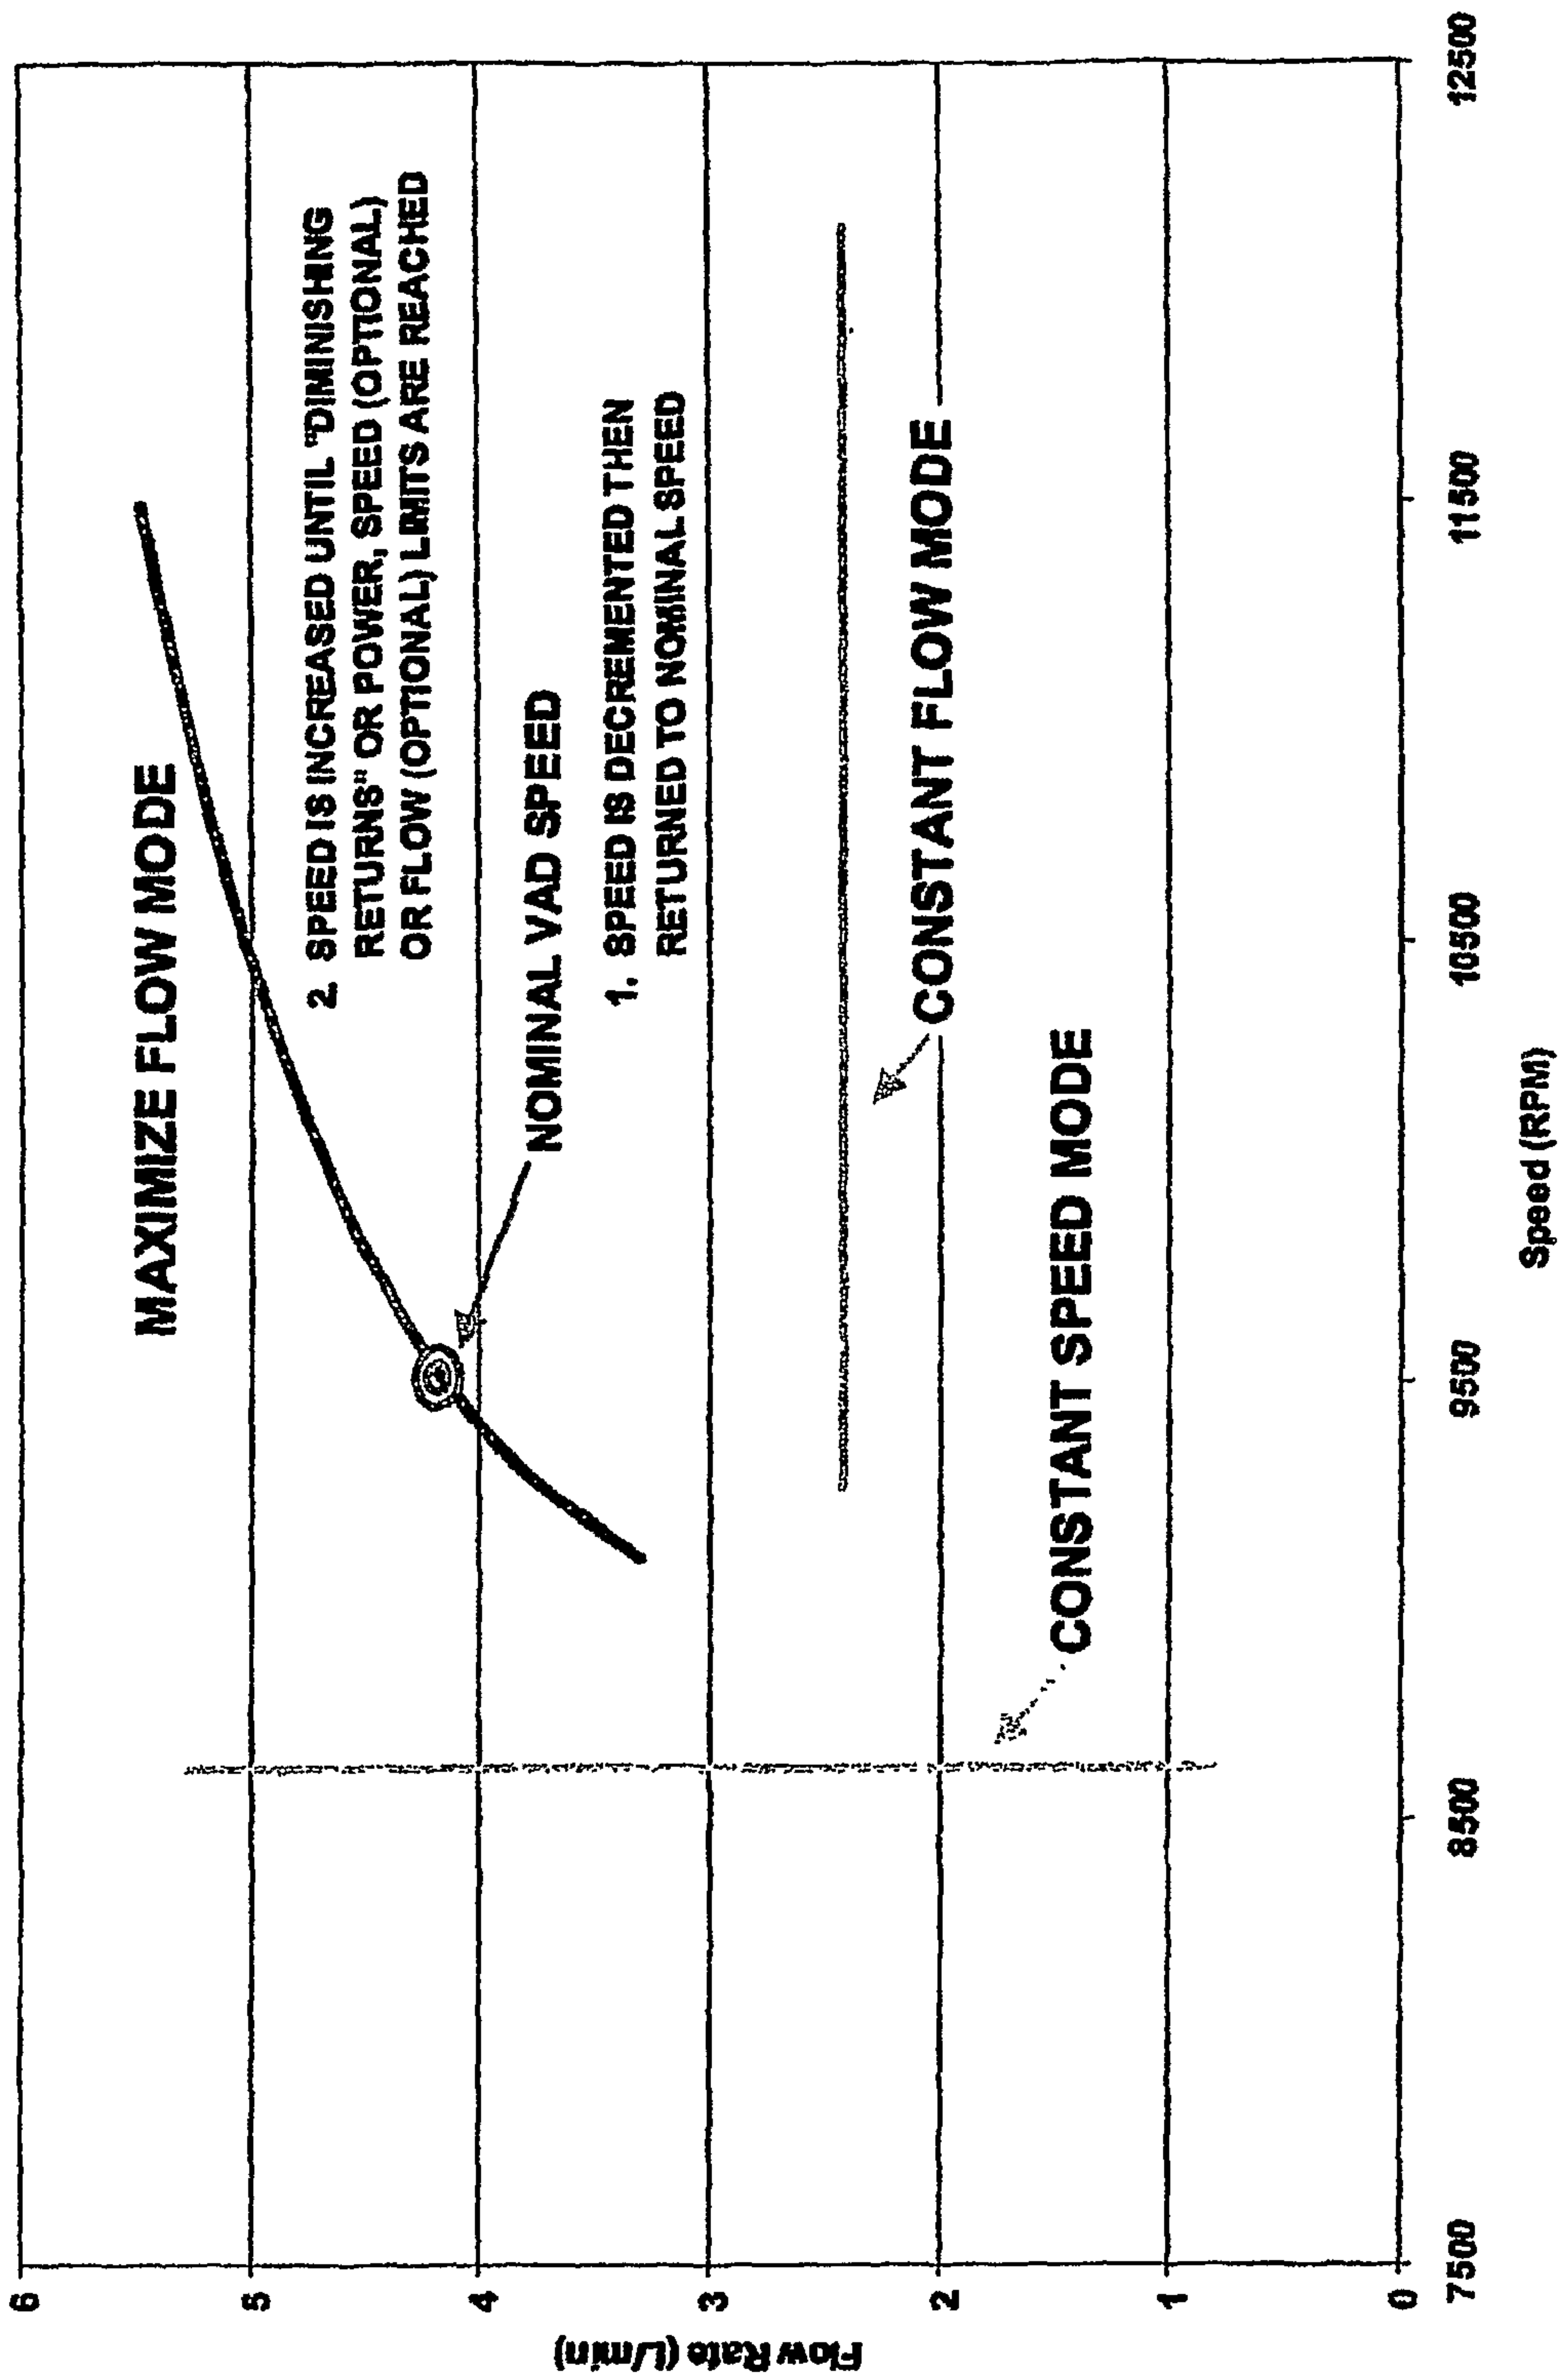 MAXIMIZE FLOW MODE
2. SPEED IS INCREASED UNTIL "DIMINISHING
RETURNS" OR POWER, SPEED (OPTIONAL)
OR FLOW (OPTIONAL) LIMITS ARE REACHED
NOMINAL VAD SPEED
1. SPEED IS DECREMENTED THEN
RETURNED TO NOMINAL SPEED
CONSTANT FLOW MODE
CONSTANT SPEED MODE
Flow Rate (L/min)
6
5
4
3
2
1
0
7500
8500
9500
10500
11500
12500
Speed (RPM)